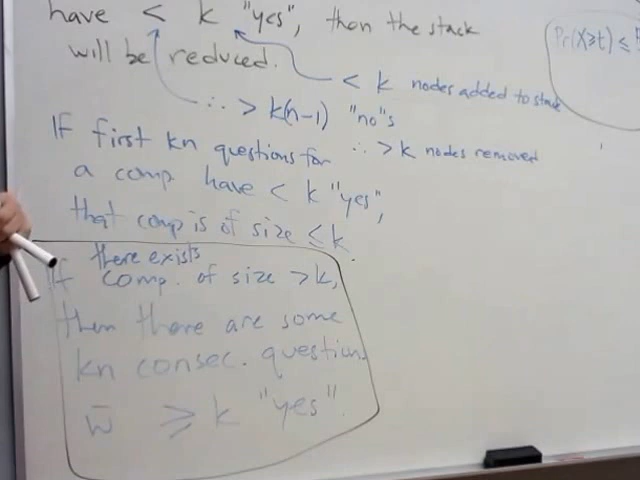 have < k "yes", then the stack
will be reduced.
< k nodes added to stack
∴ > k(n-1) "no"s
∴ > k nodes removed
If first kn questions for
a comp. have < k "yes",
that comp is of size ≤ k.
there exists
If comp. of size > k,
then there are some
kn consec. questions
w̄ ≥ k "yes".
Pr(X≥t) ≤